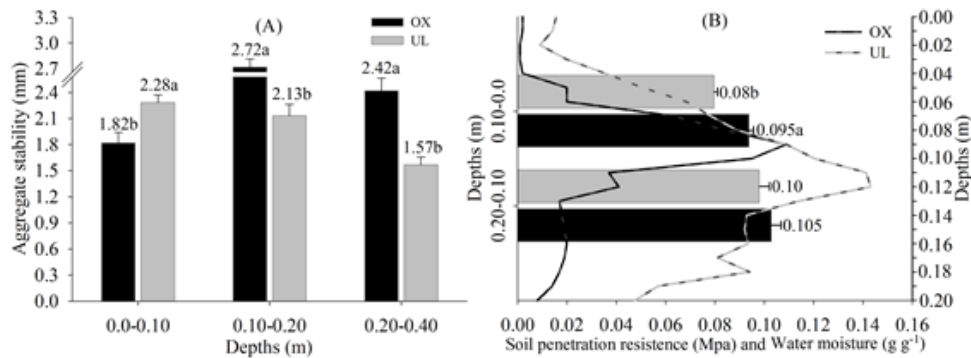 (A)
3.3
3.0
2.7
2.4
2.1
1.8
1.5
1.2
0.9
0.6
0.3
0.0
Aggregate stability (mm)
OX
UL
1.82b
2.28a
2.72a
2.13b
2.42a
1.57b
0.0-0.10
0.10-0.20
0.20-0.40
Depths (m)
(B)
OX
UL
0.08b
0.095a
0.10
0.105
Depths (m)
0.10-0.0
0.20-0.10
0.00
0.02
0.04
0.06
0.08
0.10
0.12
0.14
0.16
0.18
0.20
Depths (m)
0.00 0.02 0.04 0.06 0.08 0.10 0.12 0.14 0.16
Soil penetration resistence (Mpa) and Water moisture (g g-1)